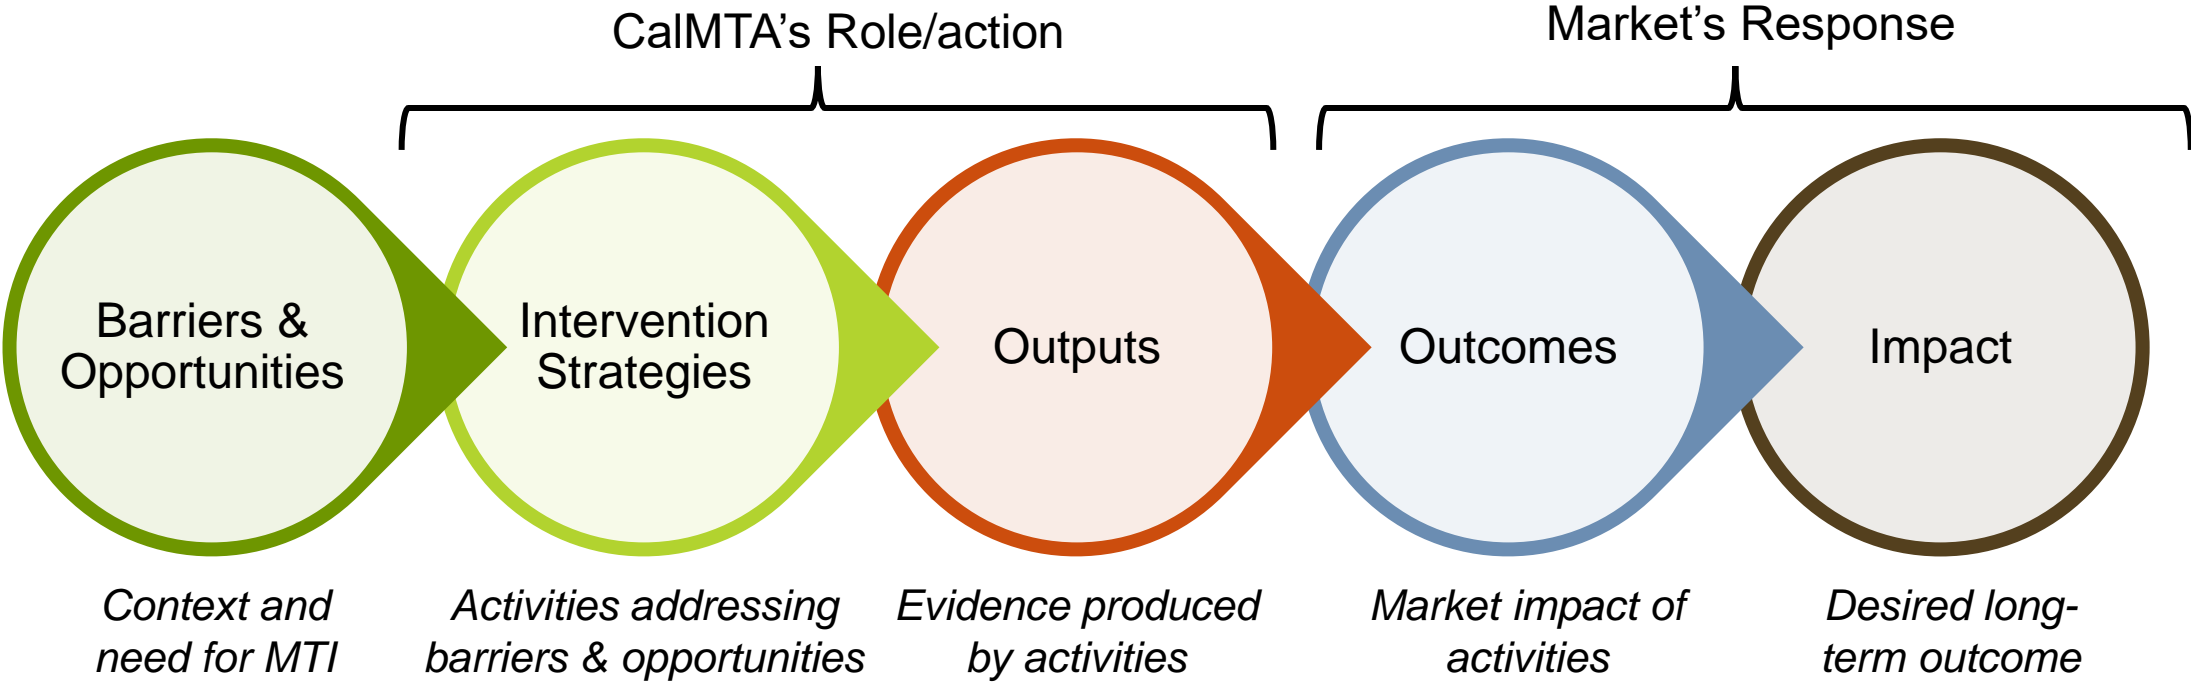 CalMTA’s Role/action
Market’s Response
Barriers &
Opportunities
Intervention
Strategies
Outputs
Outcomes
Impact
Context and
need for MTI
Activities addressing
barriers & opportunities
Evidence produced
by activities
Market impact of
activities
Desired long-
term outcome